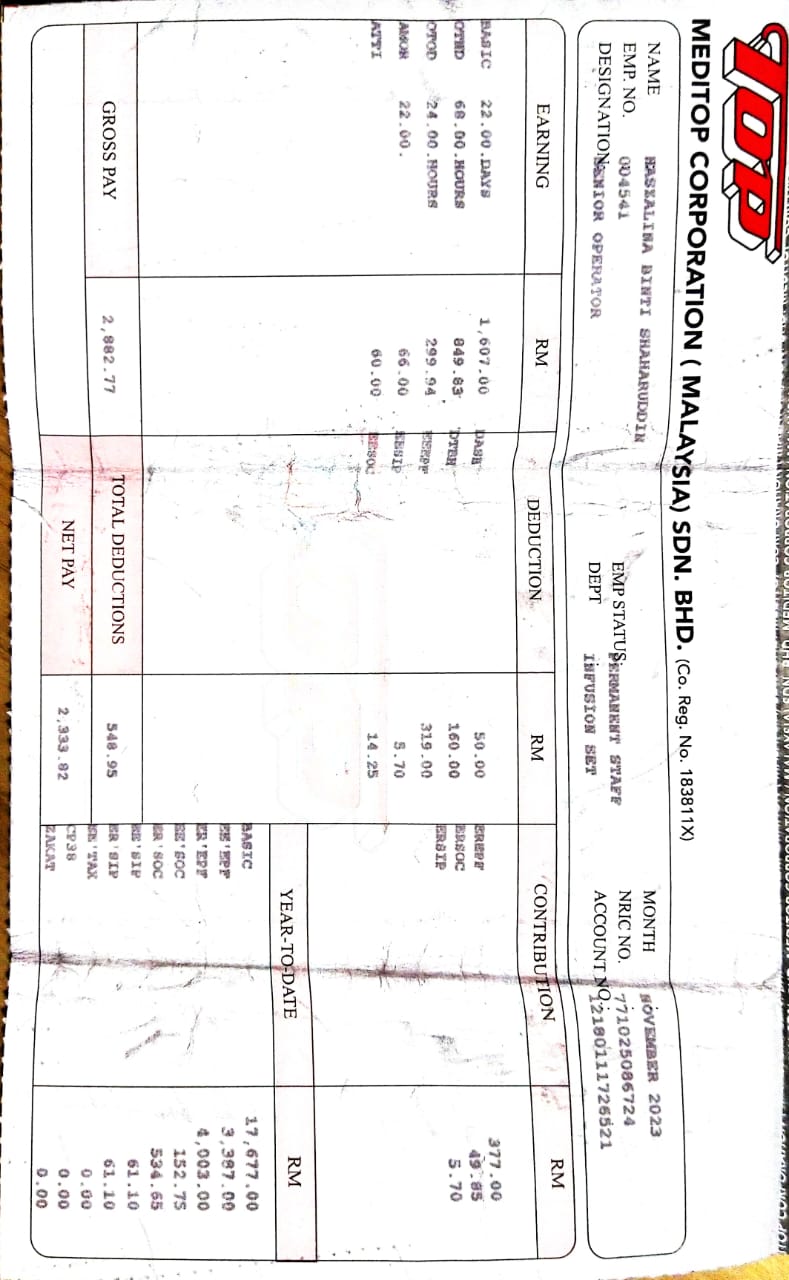 TOP
MEDITOP CORPORATION ( MALAYSIA) SDN. BHD. (Co. Reg. No. 183811X)
NAME HASZALINA BINTI SHAHARUDDIN MONTH NOVEMBER 2023
EMP. NO. 004541 EMP STATUS: PERMANENT STAFF NRIC NO. 771025086724
DESIGNATION: SENIOR OPERATOR DEPT INFUSION SET ACCOUNT NO. 12180111726521
EARNING RM DEDUCTION RM CONTRIBUTION RM
BASIC 22.00.DAYS 1,607.00 DASH 50.00 EREPF 377.00
OTND 68.00.HOURS 849.83 DTBH 160.00 ERSOC 49.85
OTOD 24.00.HOURS 299.94 EEEPF 319.00 ERSIP 5.70
AMOR 22.00. 66.00 EESIP 5.70
ATTI 60.00 EESOC 14.25
YEAR-TO-DATE RM
BASIC 17,677.00
EE'EPF 3,387.00
ER'EPF 4,003.00
EE'SOC 152.75
ER'SOC 534.65
EE'SIP 61.10
ER'SIP 61.10
EE'TAX 0.00
CP38 0.00
ZAKAT 0.00
GROSS PAY 2,882.77 TOTAL DEDUCTIONS 548.95
NET PAY 2,333.82